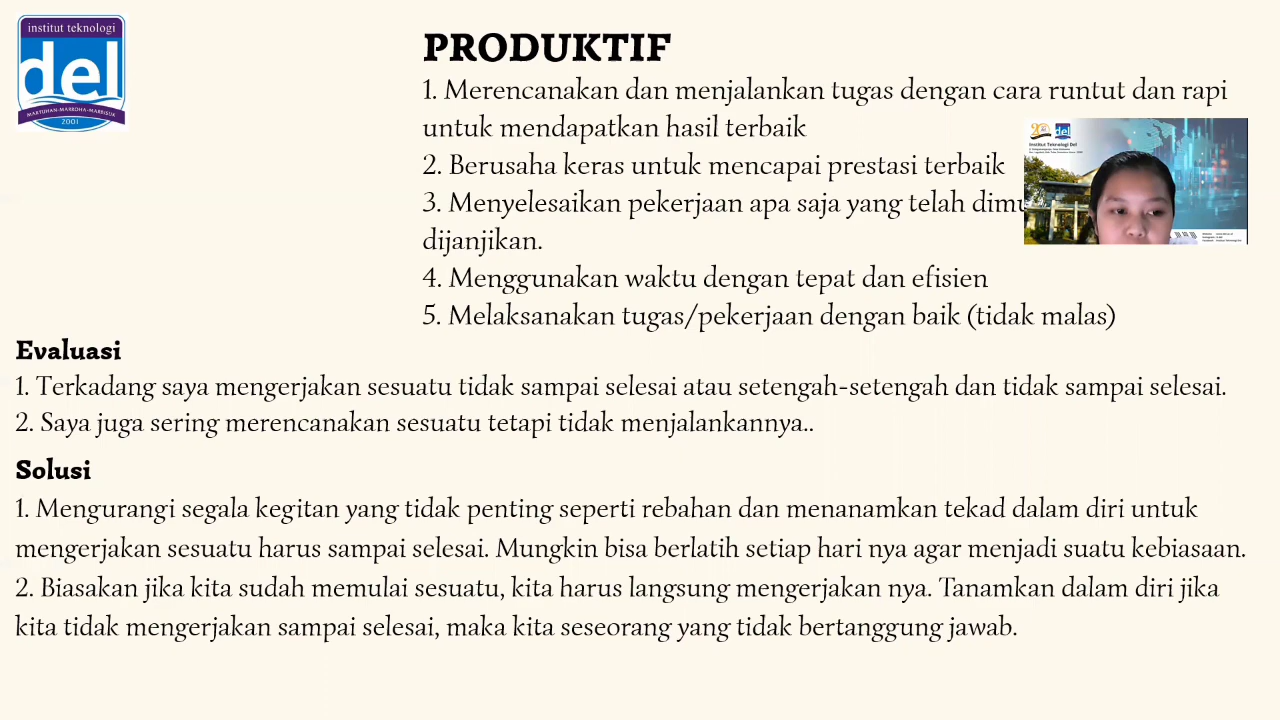 institut teknologi
del
MARTUHAN-MARROHA-MARBISUK
2001
PRODUKTIF
1. Merencanakan dan menjalankan tugas dengan cara runtut dan rapi
untuk mendapatkan hasil terbaik
2. Berusaha keras untuk mencapai prestasi terbaik
3. Menyelesaikan pekerjaan apa saja yang telah
dijanjikan.
4. Menggunakan waktu dengan tepat dan efisien
5. Melaksanakan tugas/pekerjaan dengan baik (tidak malas)
20 del
Institut Teknologi Del
Evaluasi
1. Terkadang saya mengerjakan sesuatu tidak sampai selesai atau setengah-setengah dan tidak sampai selesai.
2. Saya juga sering merencanakan sesuatu tetapi tidak menjalankannya..
Solusi
1. Mengurangi segala kegitan yang tidak penting seperti rebahan dan menanamkan tekad dalam diri untuk
mengerjakan sesuatu harus sampai selesai. Mungkin bisa berlatih setiap hari nya agar menjadi suatu kebiasaan.
2. Biasakan jika kita sudah memulai sesuatu, kita harus langsung mengerjakan nya. Tanamkan dalam diri jika
kita tidak mengerjakan sampai selesai, maka kita seseorang yang tidak bertanggung jawab.